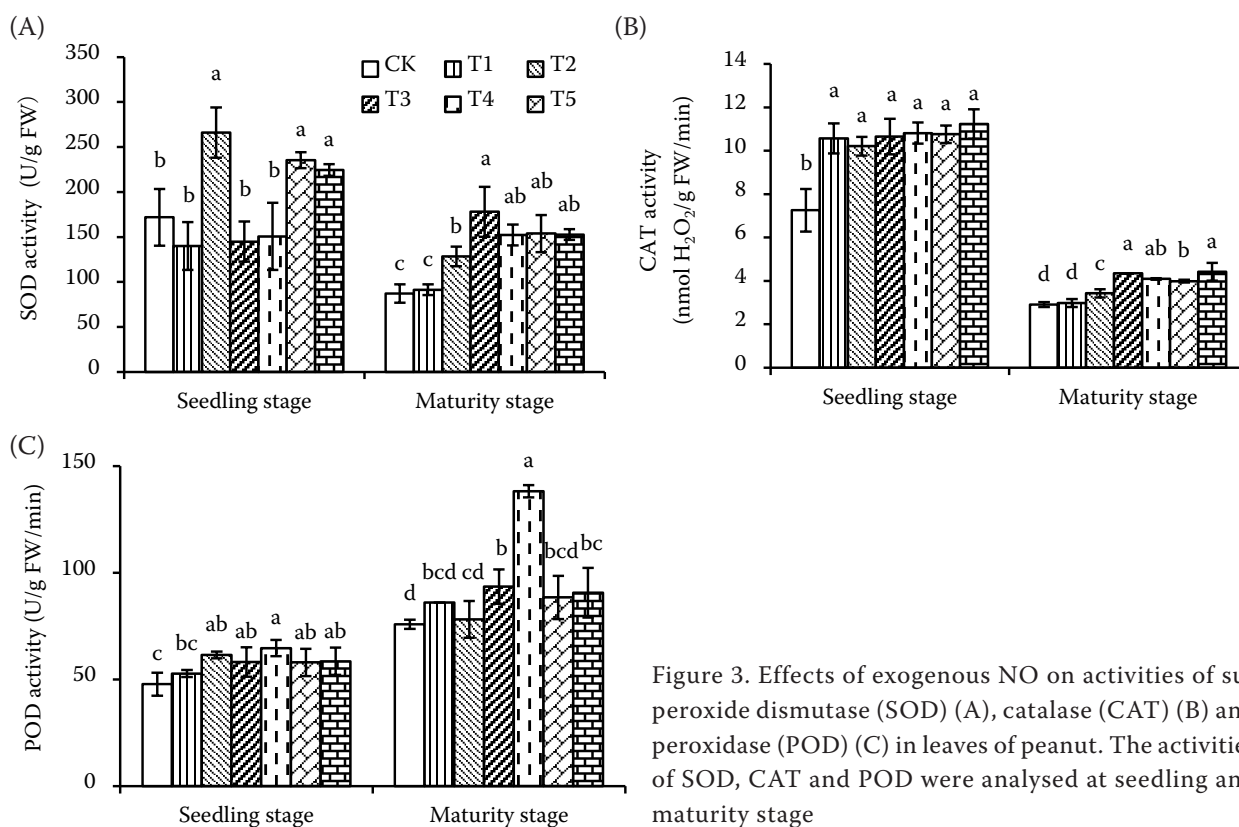 (A)
350
300
250
200
150
100
50
0
SOD activity (U/g FW)
CK T1 T2
T3 T4 T5
b b a b b a a
c c b a ab ab ab
Seedling stage Maturity stage
(B)
14
12
10
8
6
4
2
0
CAT activity
(nmol H₂O₂/g FW/min)
b a a a a a a
d d c a ab b a
Seedling stage Maturity stage
(C)
150
100
50
0
POD activity (U/g FW/min)
c bc ab ab a ab ab
d bcd cd b a bcd bc
Seedling stage Maturity stage
Figure 3. Effects of exogenous NO on activities of su
peroxide dismutase (SOD) (A), catalase (CAT) (B) an
peroxidase (POD) (C) in leaves of peanut. The activitie
of SOD, CAT and POD were analysed at seedling an
maturity stage